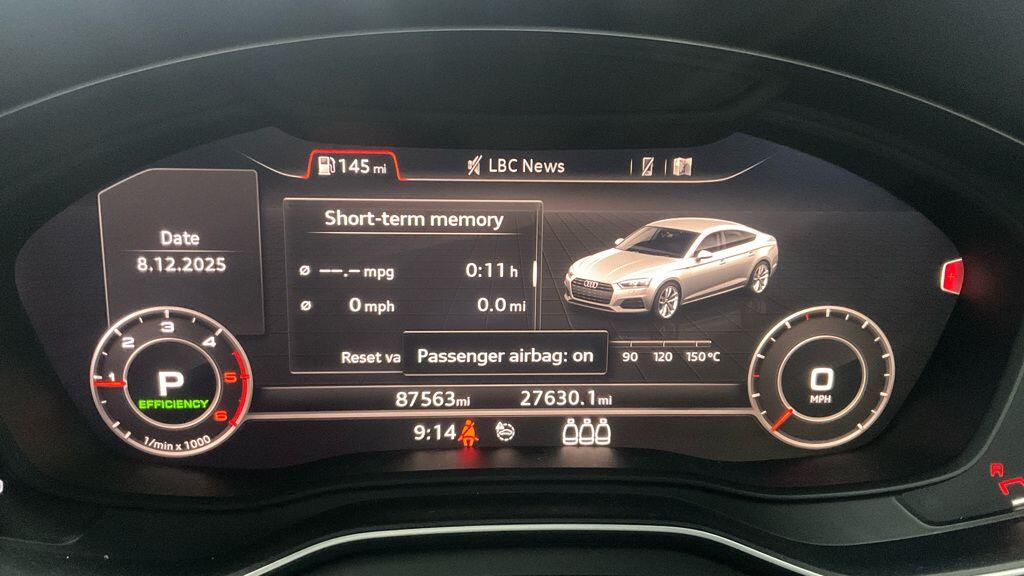 145 mi
LBC News
Short-term memory
Date
8.12.2025
ø --.- mpg 0:11 h
ø 0 mph 0.0 mi
Reset va
Passenger airbag: on
90 120 150 °C
1 2 3 4 5 6
P
EFFICIENCY
1/min x 1000
0
MPH
87563mi 27630.1mi
9:14